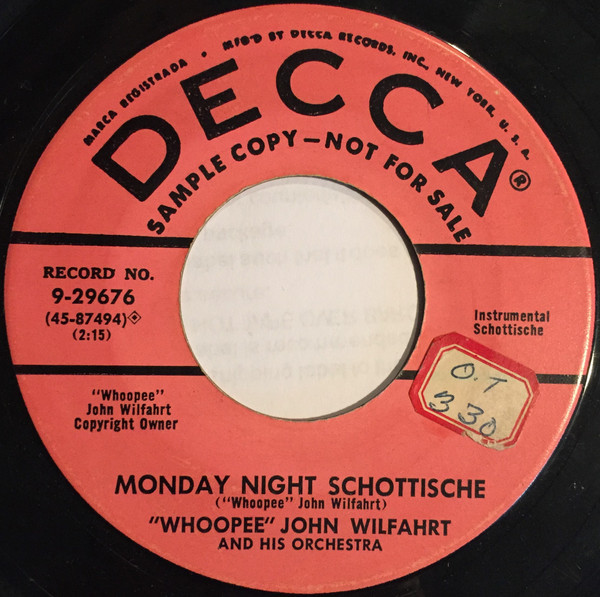 MARCA REGISTRADA • MF'D BY DECCA RECORDS, INC., NEW YORK, U. S. A.
DECCA®
SAMPLE COPY—NOT FOR SALE
RECORD NO.
9-29676
(45-87494)
(2:15)
Instrumental
Schottische
O.T
330
"Whoopee"
John Wilfahrt
Copyright Owner
MONDAY NIGHT SCHOTTISCHE
("Whoopee" John Wilfahrt)
"WHOOPEE" JOHN WILFAHRT
AND HIS ORCHESTRA